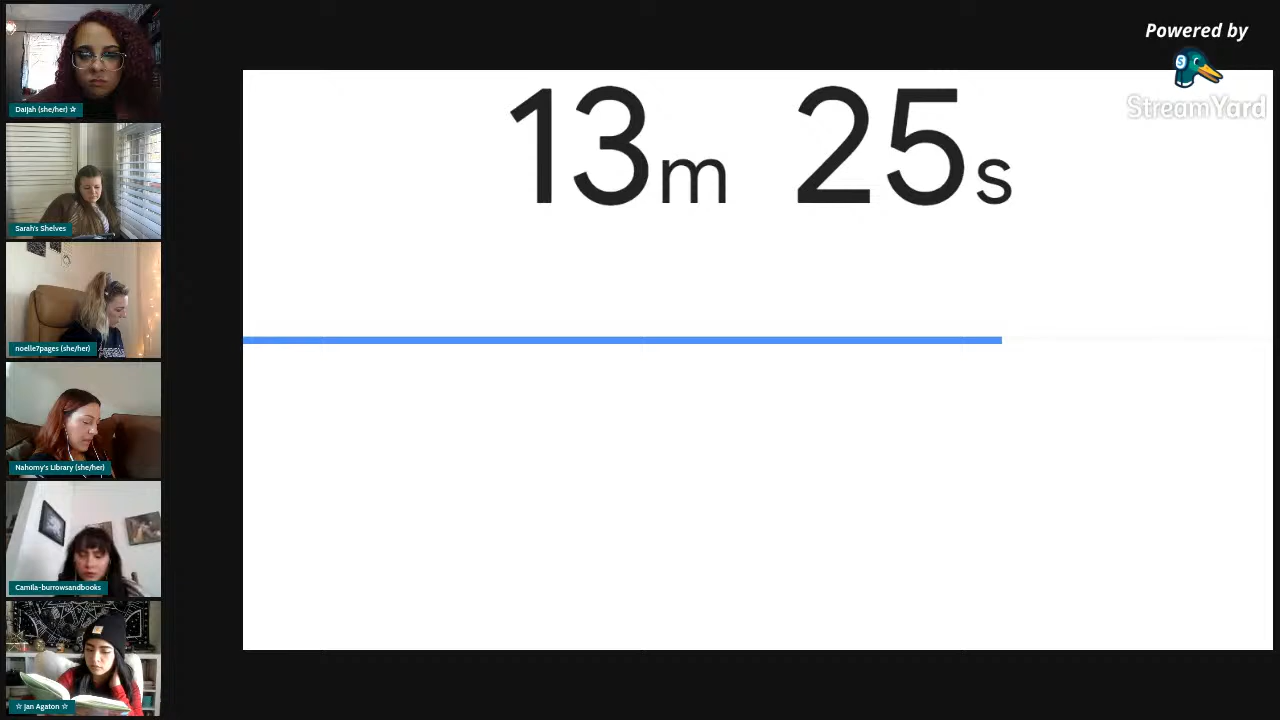 Powered by
StreamYard
13m 25s
Daijah (she/her) ☆
Sarah's Shelves
noelle7pages (she/her)
Nahomy's Library (she/her)
Camila-burrowsandbooks
☆ Jan Agaton ☆